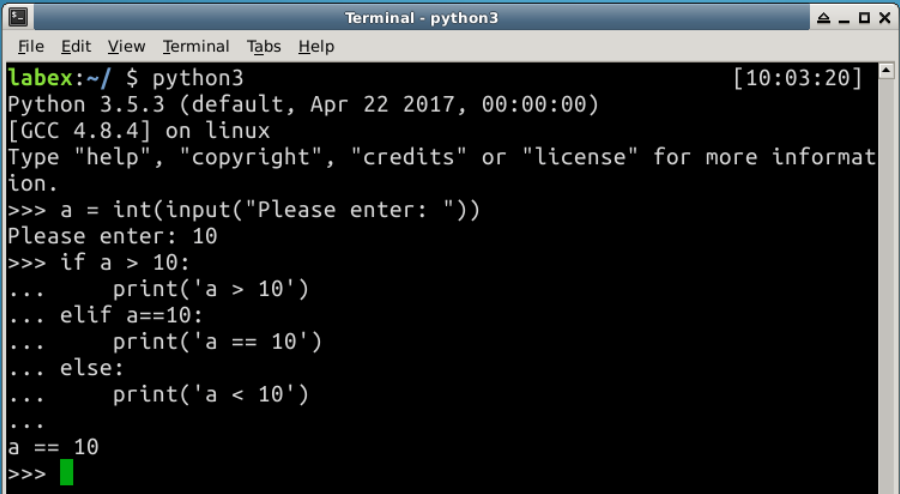 Terminal - python3
File Edit View Terminal Tabs Help
labex:~/ $ python3 [10:03:20]
Python 3.5.3 (default, Apr 22 2017, 00:00:00)
[GCC 4.8.4] on linux
Type "help", "copyright", "credits" or "license" for more informat
ion.
>>> a = int(input("Please enter: "))
Please enter: 10
>>> if a > 10:
...     print('a > 10')
... elif a==10:
...     print('a == 10')
... else:
...     print('a < 10')
...
a == 10
>>>